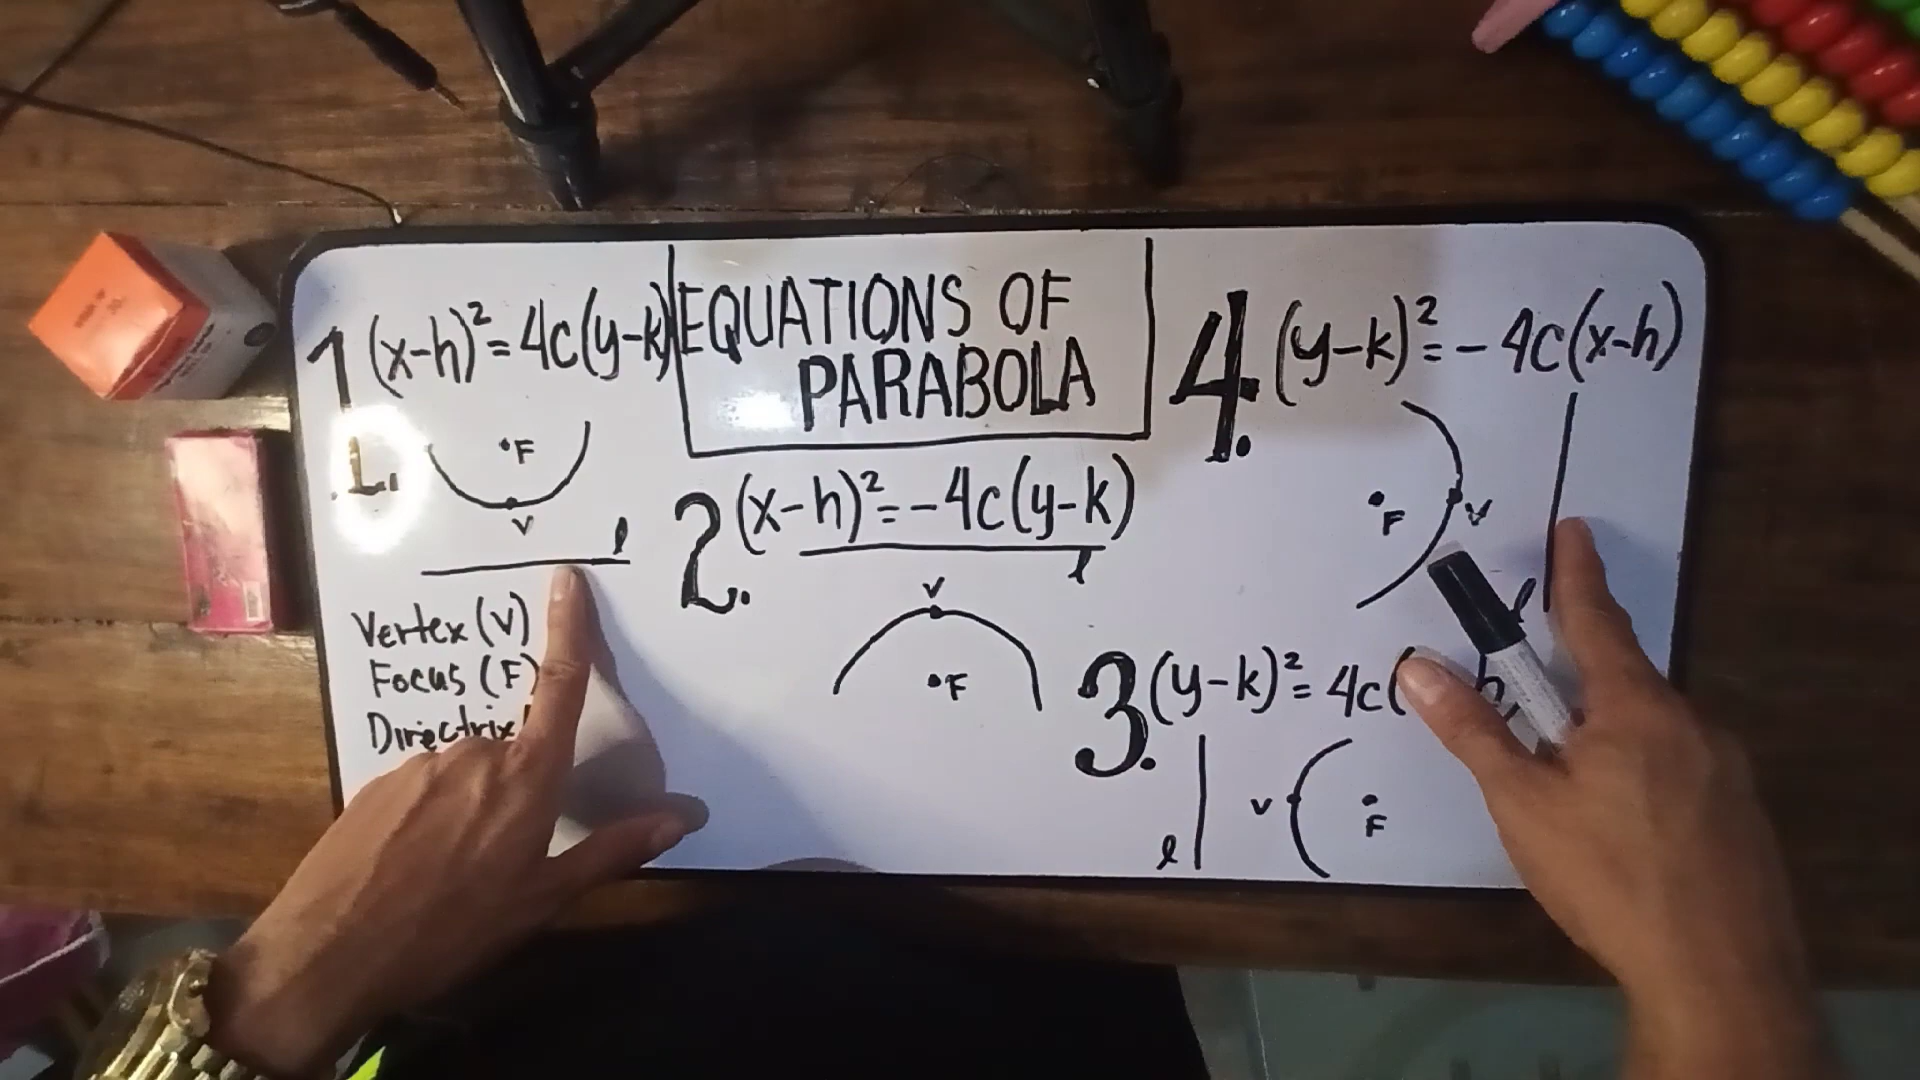 1. (x-h)² = 4c(y-k)
F
V
l
Vertex (V)
Focus (F)
Directrix
EQUATIONS OF
PARABOLA
2. (x-h)² = -4c(y-k)
l
V
F
3. (y-k)² = 4c(
l
V
F
4. (y-k)² = -4c(x-h)
F
V
l